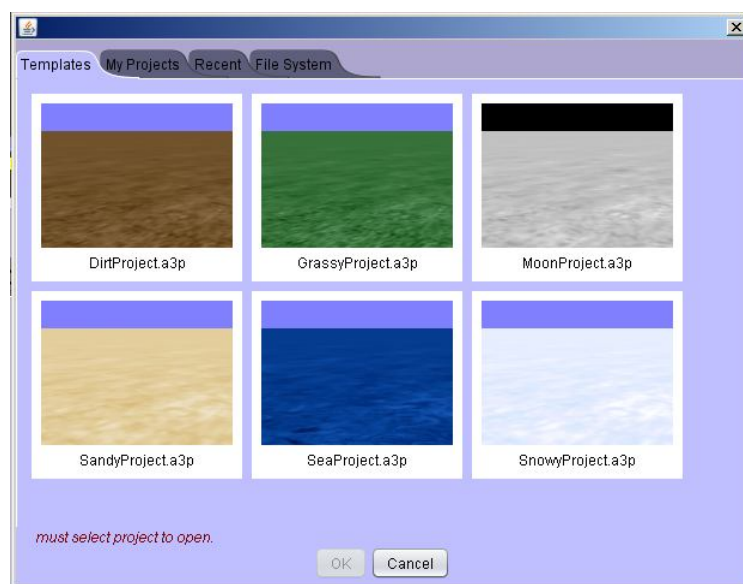 Templates My Projects Recent File System
DirtProject.a3p GrassyProject.a3p MoonProject.a3p
SandyProject.a3p SeaProject.a3p SnowyProject.a3p
must select project to open.
OK Cancel